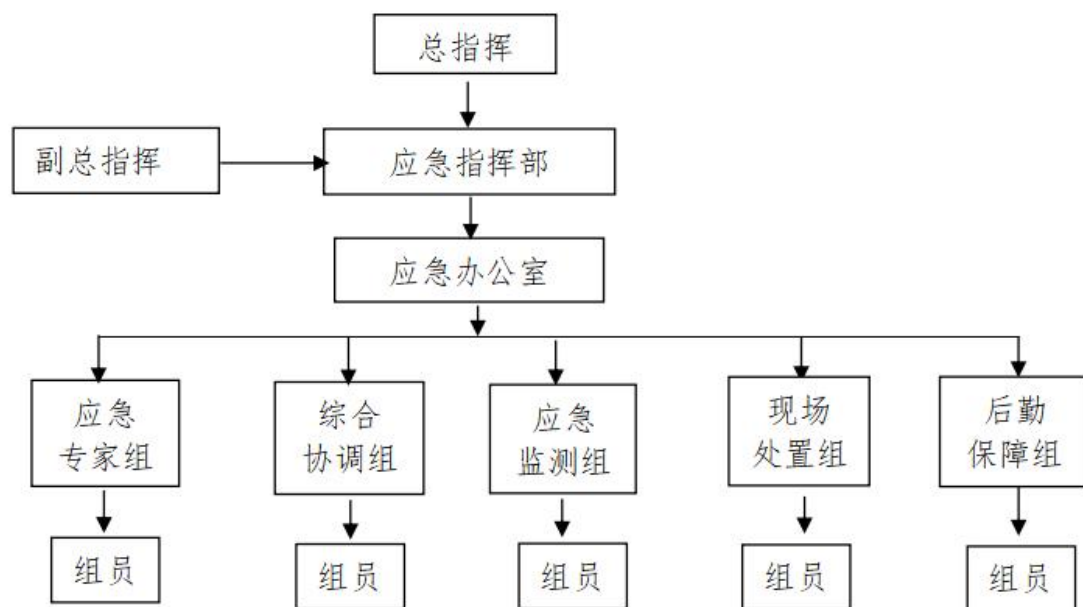 总指挥
副总指挥
应急指挥部
应急办公室
应急
专家组
综合
协调组
应急
监测组
现场
处置组
后勤
保障组
组员
组员
组员
组员
组员